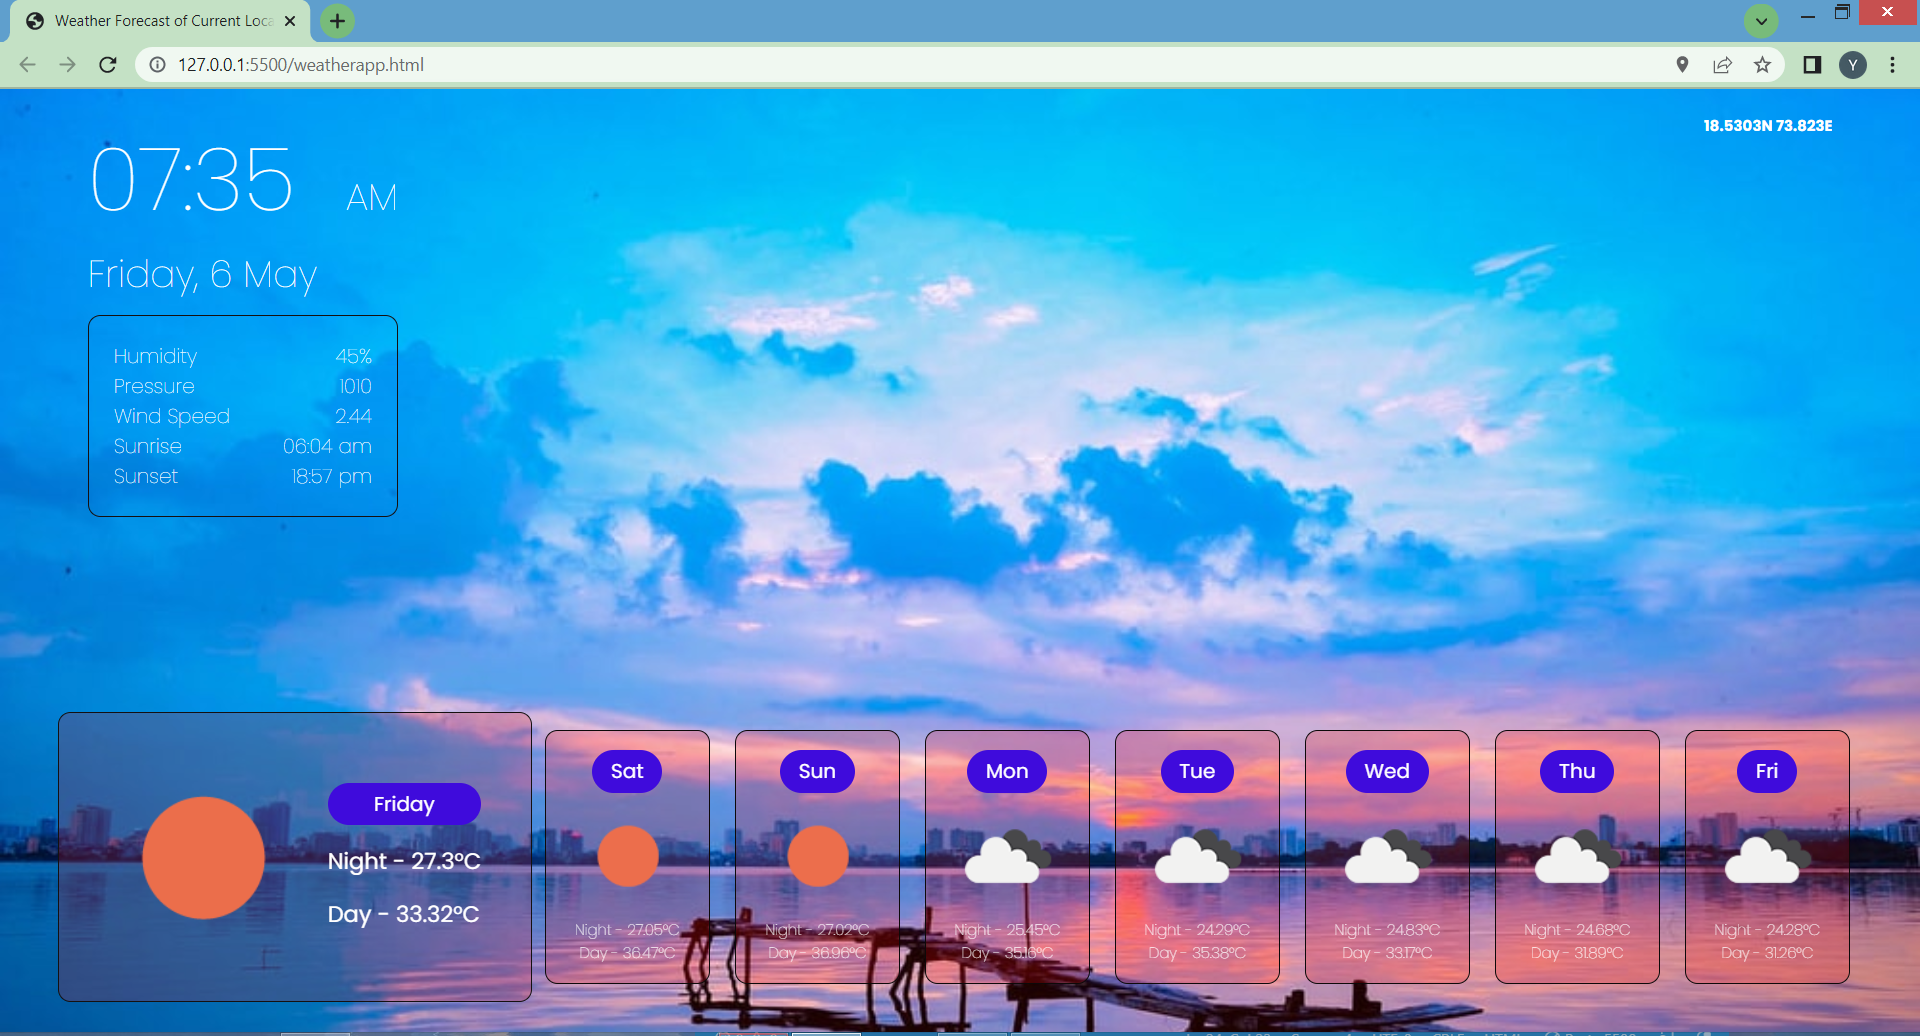 Weather Forecast of Current Loca
127.0.0.1:5500/weatherapp.html
Y
18.5303N 73.823E
07:35 AM
Friday, 6 May
Humidity 45%
Pressure 1010
Wind Speed 2.44
Sunrise 06:04 am
Sunset 18:57 pm
Friday
Night - 27.3°C
Day - 33.32°C
Sat
Night - 27.05°C
Day - 36.47°C
Sun
Night - 27.02°C
Day - 36.96°C
Mon
Night - 25.45°C
Day - 35.16°C
Tue
Night - 24.29°C
Day - 35.38°C
Wed
Night - 24.83°C
Day - 33.17°C
Thu
Night - 24.68°C
Day - 31.89°C
Fri
Night - 24.28°C
Day - 31.26°C